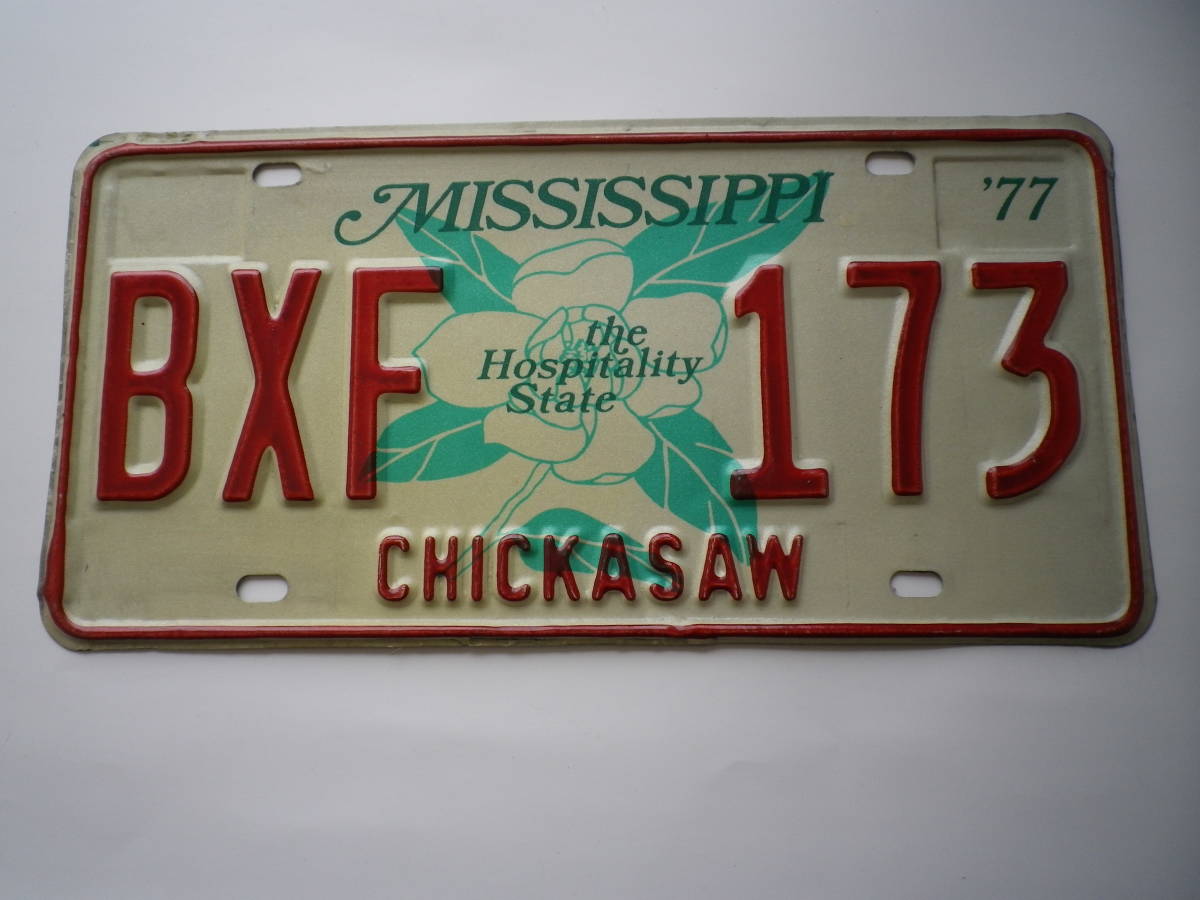 MISSISSIPPI '77
BXF 173
the
Hospitality
State
CHICKASAW